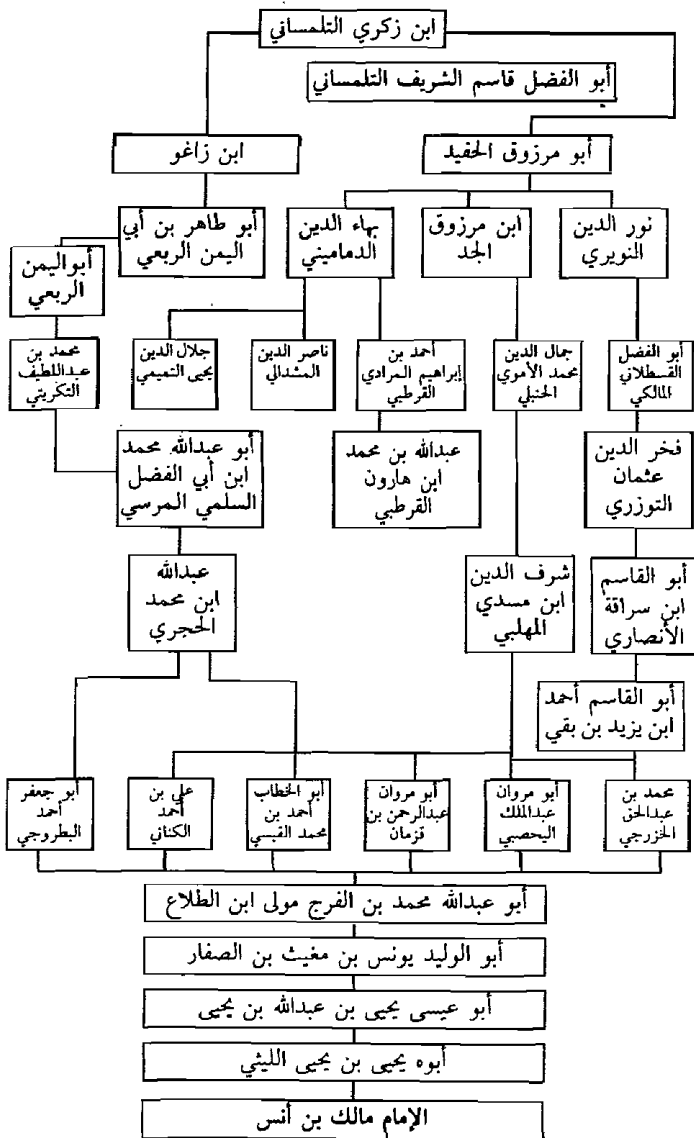 ابن زكري التلمساني
أبو الفضل قاسم الشريف التلمساني
أبو مرزوق الحفيد
ابن زاغو
نور الدين
النويري
ابن مرزوق
الجد
بهاء الدين
الدماميني
أبو طاهر بن أبي
اليمن الربعي
أبو اليمن
الربعي
أبو الفضل
القسطلاني
المالكي
جمال الدين
محمد الأموي
الحنبلي
أحمد بن
إبراهيم المرادي
القرطبي
ناصر الدين
المشدالي
جلال الدين
يحيى التميمي
محمد بن
عبداللطيف
التكريتي
فخر الدين
عثمان
التوزري
عبدالله بن محمد
ابن هارون
القرطبي
أبو عبدالله محمد
ابن أبي الفضل
السلمي المرسي
أبو القاسم
ابن سراقة
الأنصاري
شرف الدين
ابن مسدي
المهلبي
عبدالله
ابن محمد
الحجري
أبو القاسم أحمد
ابن يزيد بن بقي
محمد بن
عبدالحق
الخزرجي
أبو مروان
عبدالملك
اليحصبي
أبو مروان
عبدالرحمن بن
قزمان
أبو الخطاب
أحمد بن
محمد القيسي
علي بن
أحمد
الكناني
أبو جعفر
أحمد
البطروجي
أبو عبدالله محمد بن الفرج مولى ابن الطلاع
أبو الوليد يونس بن مغيث بن الصفار
أبو عيسى يحيى بن عبدالله بن يحيى
أبوه يحيى بن يحيى الليثي
الإمام مالك بن أنس